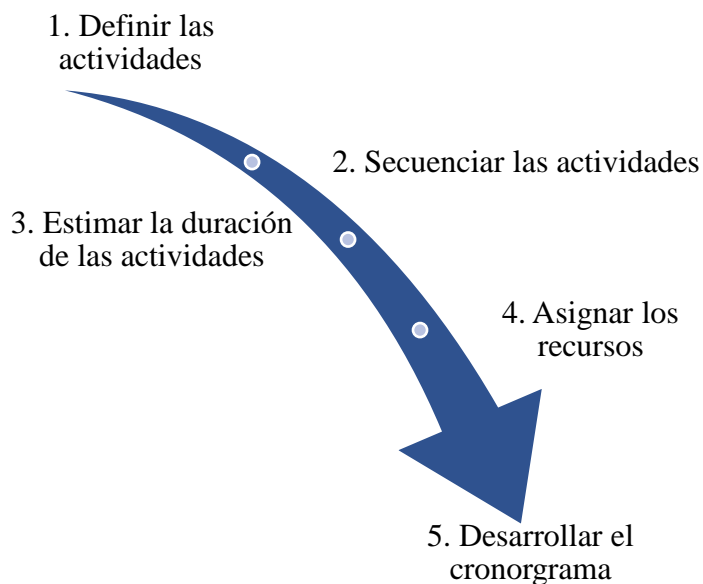 1. Definir las
actividades
2. Secuenciar las actividades
3. Estimar la duración
de las actividades
4. Asignar los
recursos
5. Desarrollar el
cronorgrama